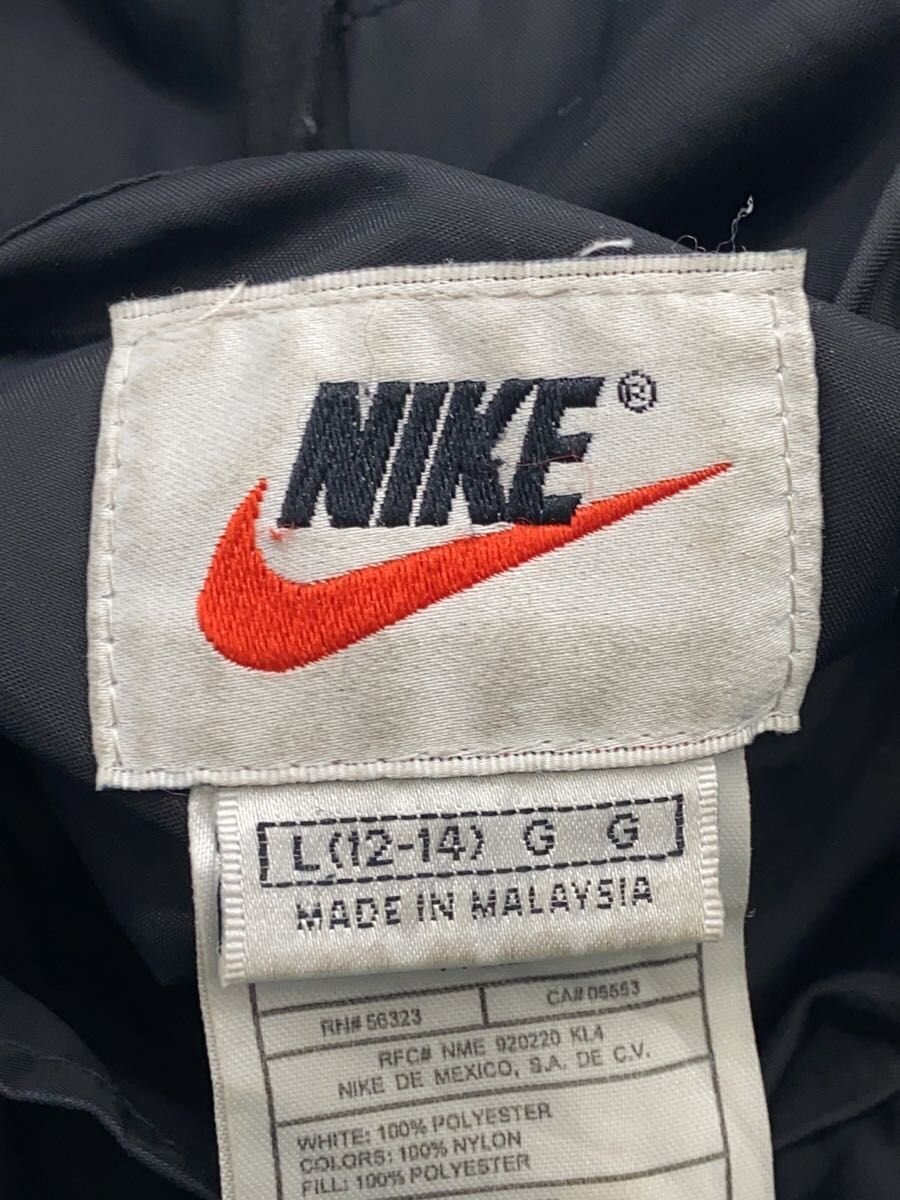 NIKE®
L(12-14) G G
MADE IN MALAYSIA
RN# 56323
CA# 05553
RFC# NME 920220 KL4
NIKE DE MEXICO, S.A. DE C.V.
WHITE: 100% POLYESTER
COLORS: 100% NYLON
FILL: 100% POLYESTER